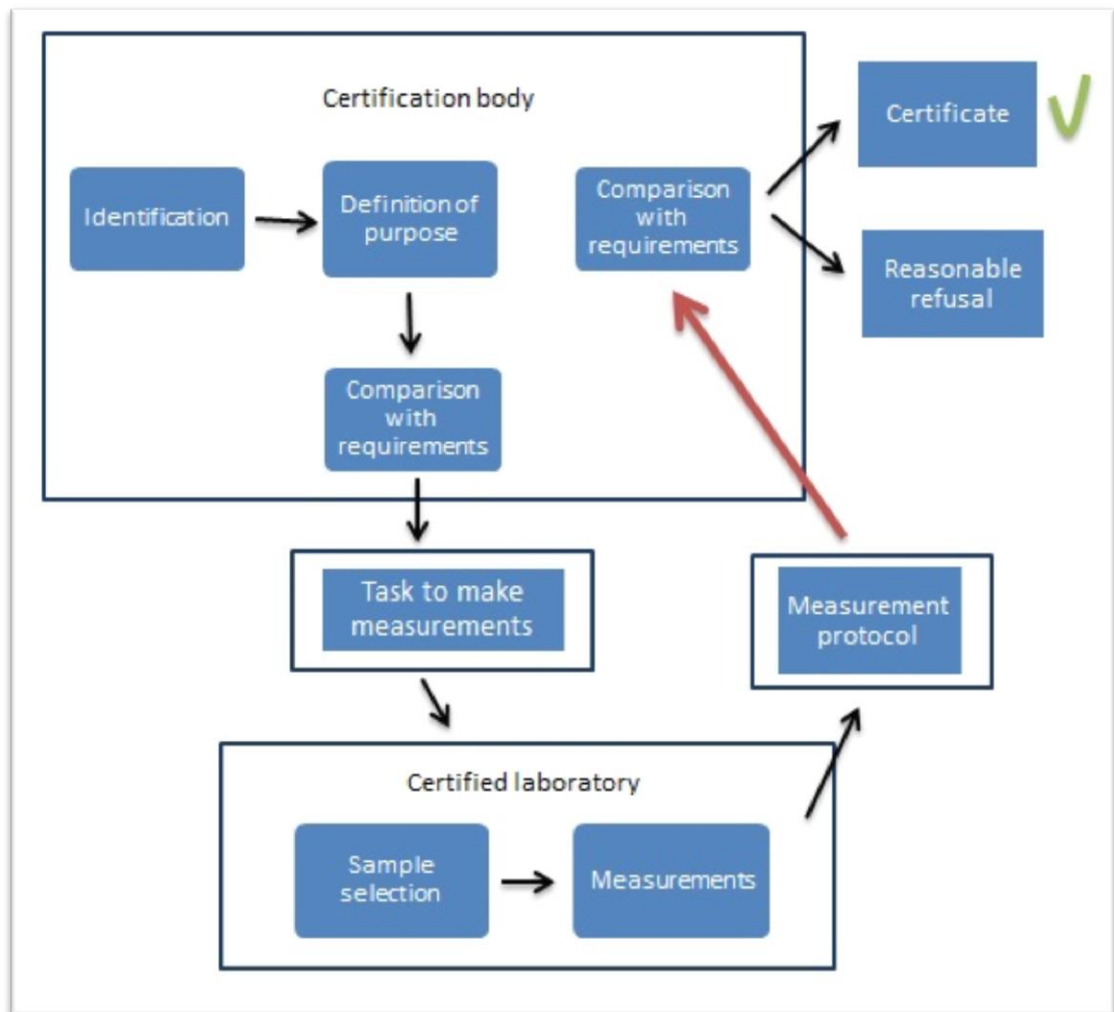 Certification body
Identification
Definition of
purpose
Comparison
with
requirements
Comparison
with
requirements
Certificate
Reasonable
refusal
Task to make
measurements
Measurement
protocol
Certified laboratory
Sample
selection
Measurements